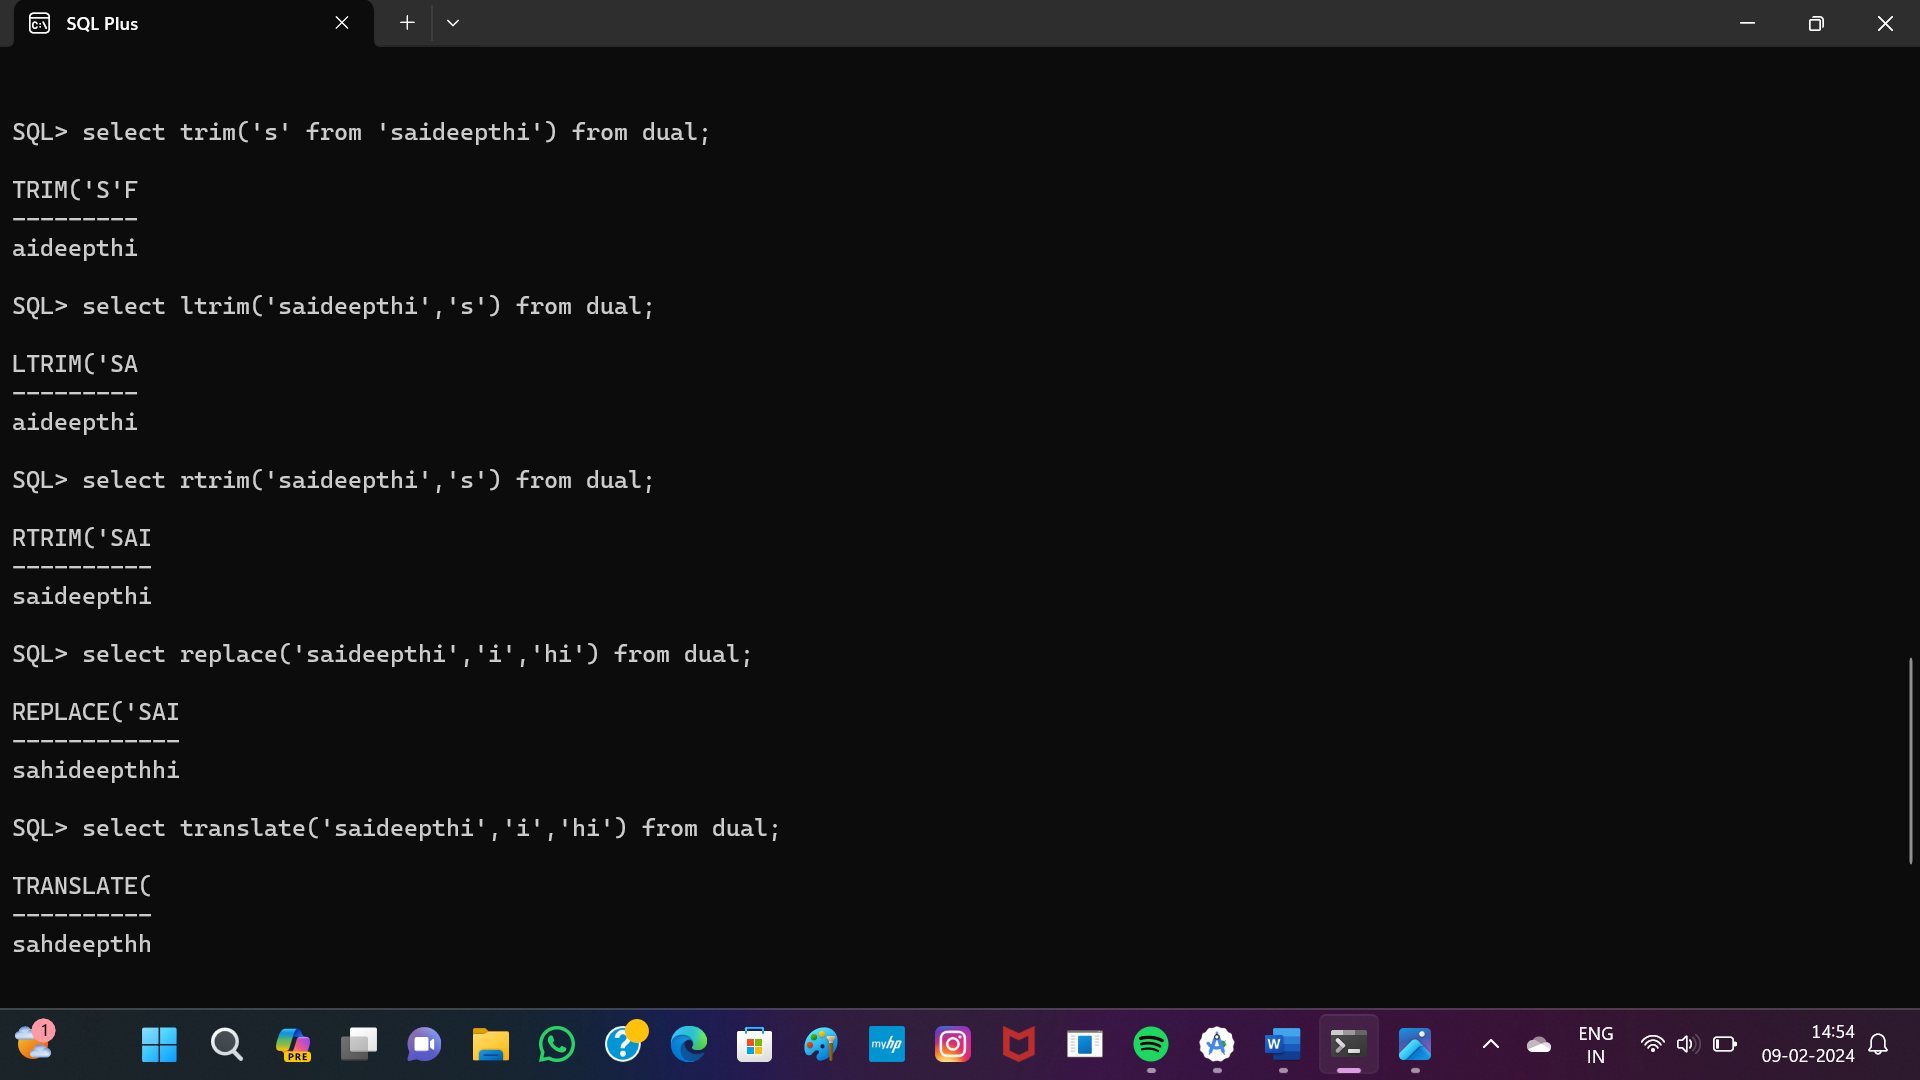 SQL Plus
SQL> select trim('s' from 'saideepthi') from dual;
TRIM('S'F
---------
aideepthi
SQL> select ltrim('saideepthi','s') from dual;
LTRIM('SA
---------
aideepthi
SQL> select rtrim('saideepthi','s') from dual;
RTRIM('SAI
----------
saideepthi
SQL> select replace('saideepthi','i','hi') from dual;
REPLACE('SAI
------------
sahideepthhi
SQL> select translate('saideepthi','i','hi') from dual;
TRANSLATE(
----------
sahdeepthh
1
PRE
myhp
W
ENG
IN
14:54
09-02-2024